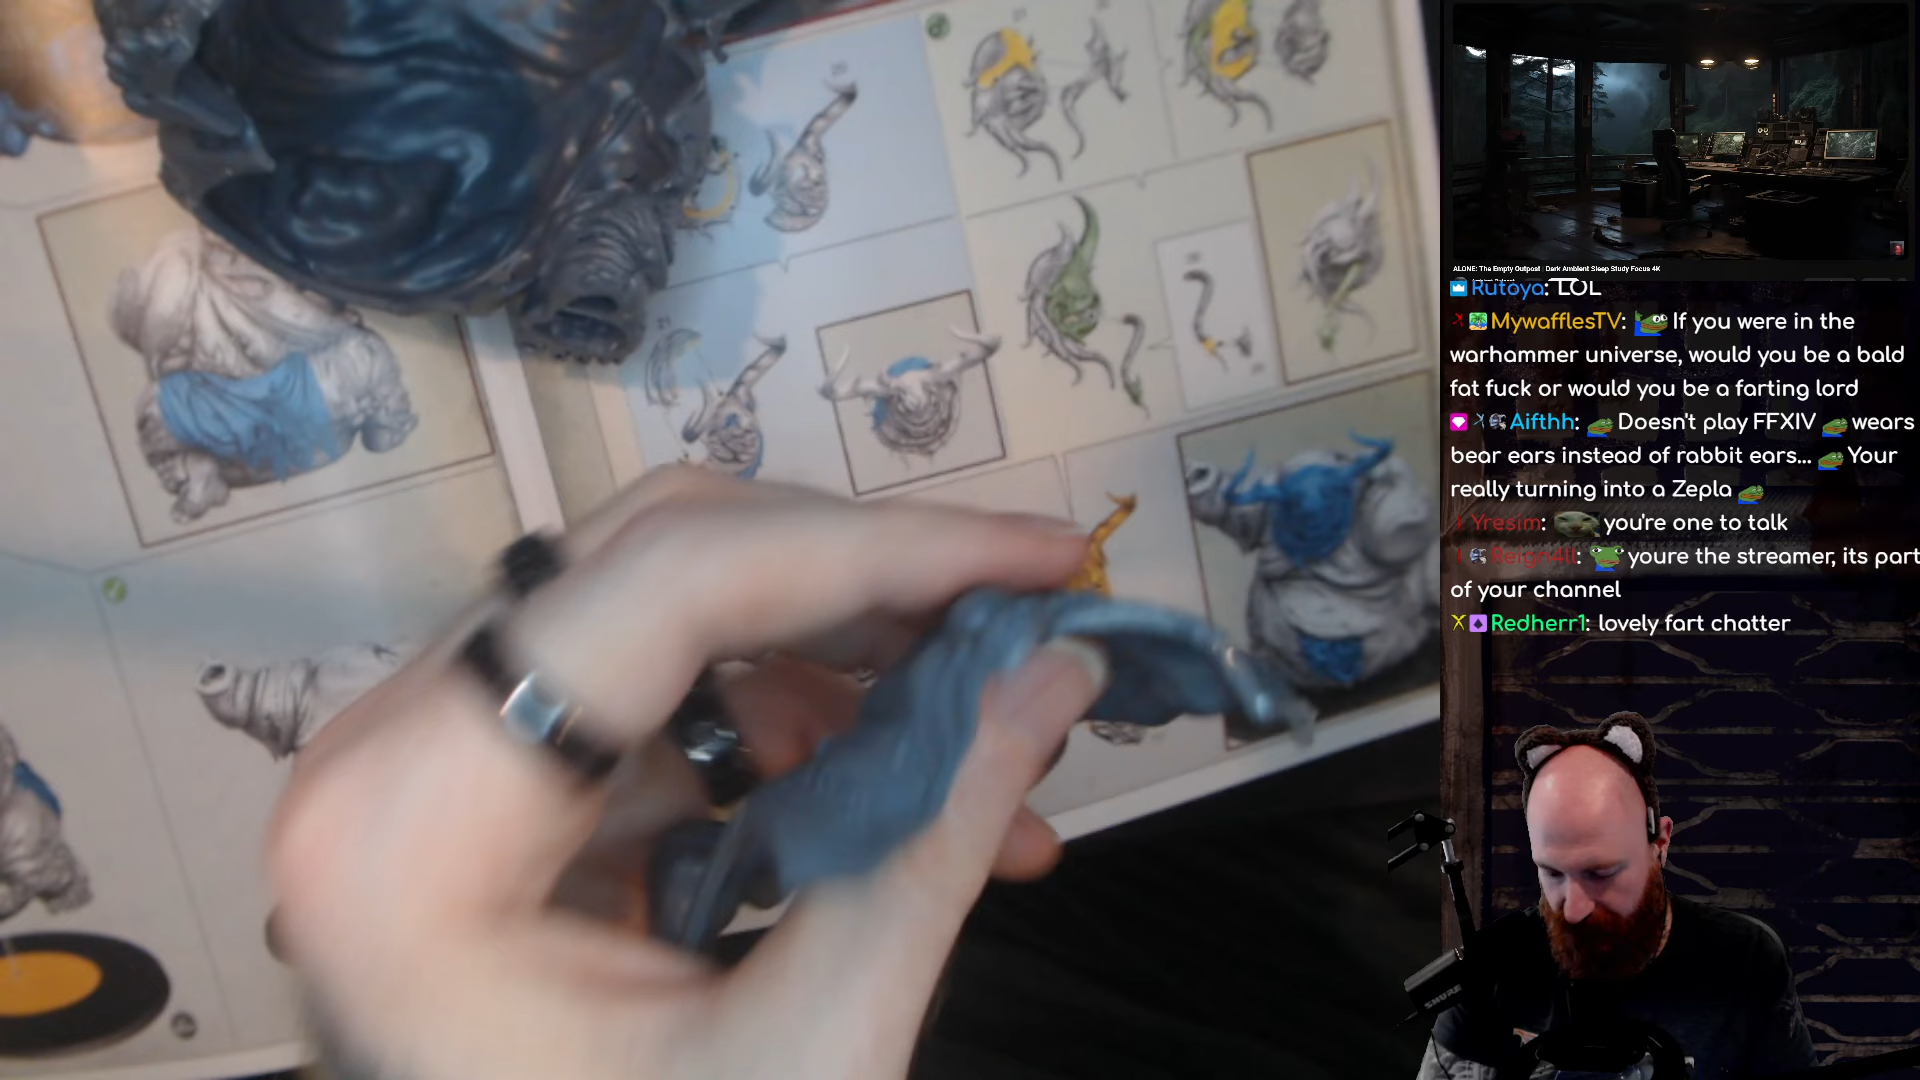 ALONE: The Empty Outpost | Dark Ambient Sleep Study Focus 4K
Rutoya: LOL
MywafflesTV: If you were in the
warhammer universe, would you be a bald
fat fuck or would you be a farting lord
Aifthh: Doesn't play FFXIV wears
bear ears instead of rabbit ears... Your
really turning into a Zepla
Yresim: you're one to talk
Reign4ll: youre the streamer, its part
of your channel
Redherr1: lovely fart chatter
SHURE